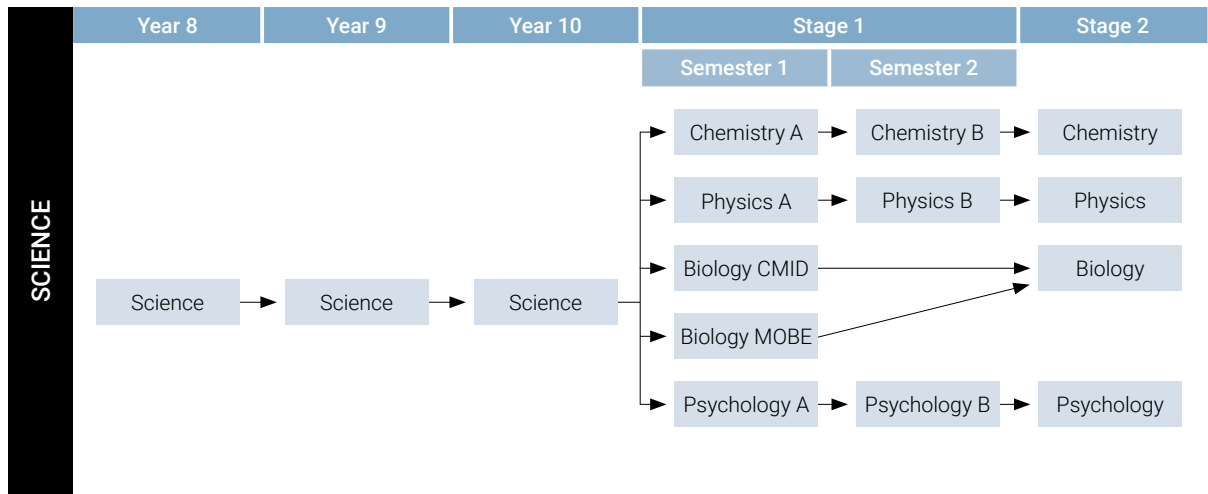 Year 8 Year 9 Year 10 Stage 1 Stage 2
Semester 1 Semester 2
SCIENCE
Chemistry A Chemistry B Chemistry
Physics A Physics B Physics
Biology CMID Biology
Science Science Science
Biology MOBE
Psychology A Psychology B Psychology